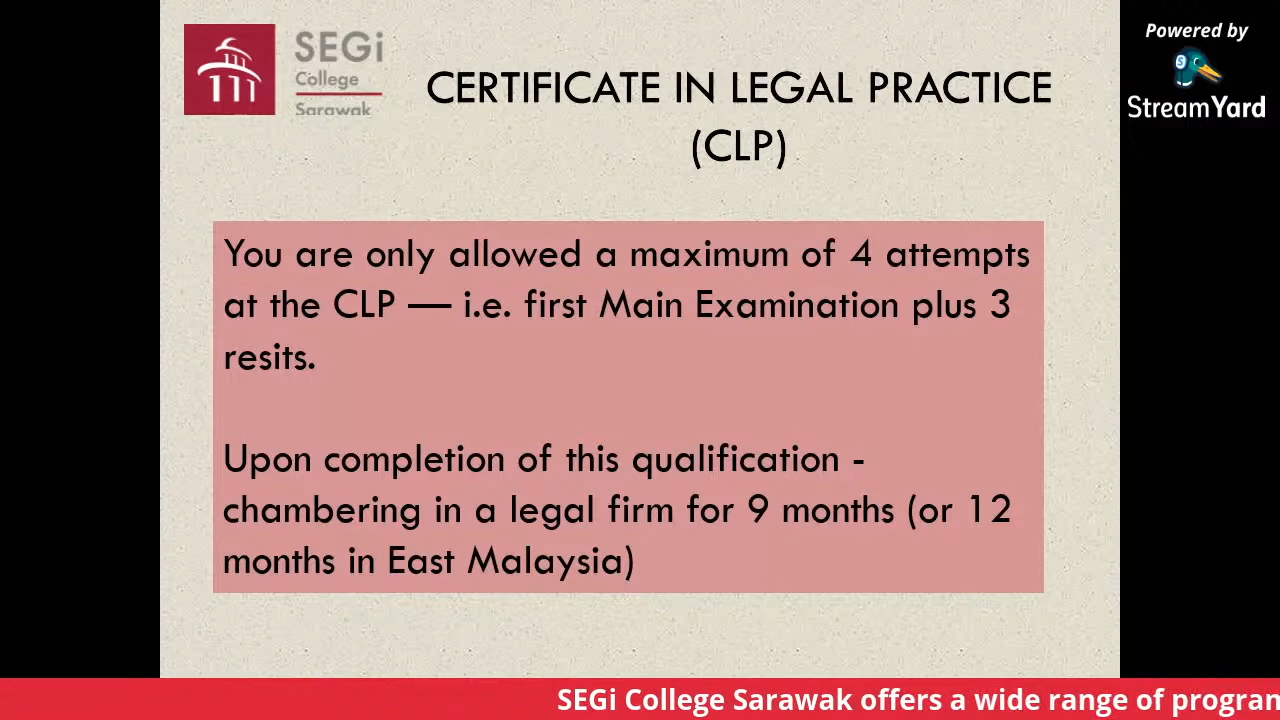 SEGi
College
Sarawak
CERTIFICATE IN LEGAL PRACTICE
(CLP)
Powered by
StreamYard
You are only allowed a maximum of 4 attempts
at the CLP — i.e. first Main Examination plus 3
resits.
Upon completion of this qualification -
chambering in a legal firm for 9 months (or 12
months in East Malaysia)
SEGi College Sarawak offers a wide range of progran